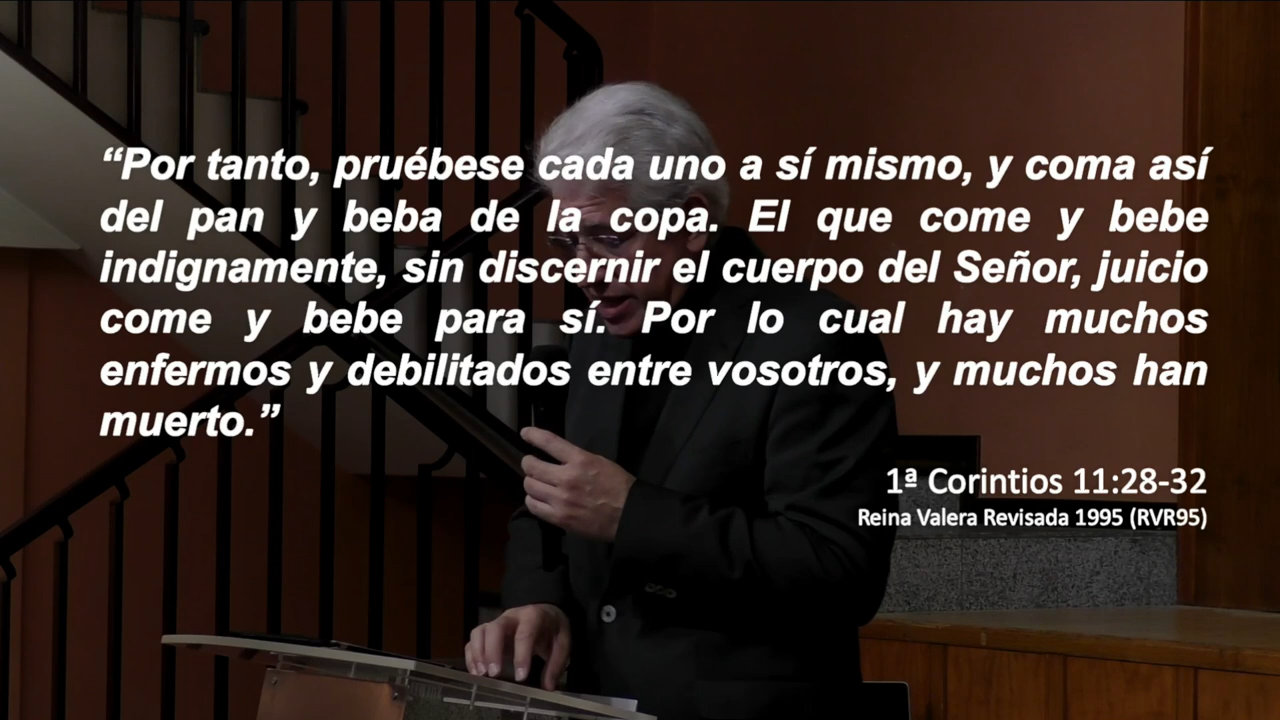 “Por tanto, pruébese cada uno a sí mismo, y coma así
del pan y beba de la copa. El que come y bebe
indignamente, sin discernir el cuerpo del Señor, juicio
come y bebe para sí. Por lo cual hay muchos
enfermos y debilitados entre vosotros, y muchos han
muerto.”
1ª Corintios 11:28-32
Reina Valera Revisada 1995 (RVR95)